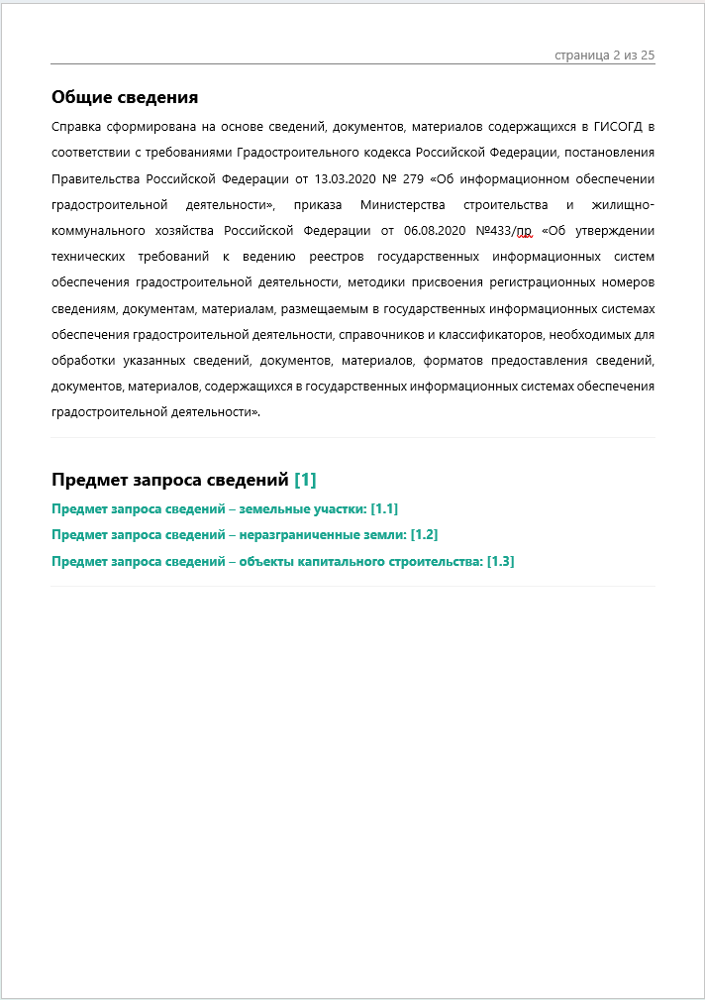 страница 2 из 25
Общие сведения
Справка сформирована на основе сведений, документов, материалов содержащихся в ГИСОГД в
соответствии с требованиями Градостроительного кодекса Российской Федерации, постановления
Правительства Российской Федерации от 13.03.2020 № 279 «Об информационном обеспечении
градостроительной деятельности», приказа Министерства строительства и жилищно-
коммунального хозяйства Российской Федерации от 06.08.2020 №433/пр «Об утверждении
технических требований к ведению реестров государственных информационных систем
обеспечения градостроительной деятельности, методики присвоения регистрационных номеров
сведениям, документам, материалам, размещаемым в государственных информационных системах
обеспечения градостроительной деятельности, справочников и классификаторов, необходимых для
обработки указанных сведений, документов, материалов, форматов предоставления сведений,
документов, материалов, содержащихся в государственных информационных системах обеспечения
градостроительной деятельности».
Предмет запроса сведений [1]
Предмет запроса сведений – земельные участки: [1.1]
Предмет запроса сведений – неразграниченные земли: [1.2]
Предмет запроса сведений – объекты капитального строительства: [1.3]